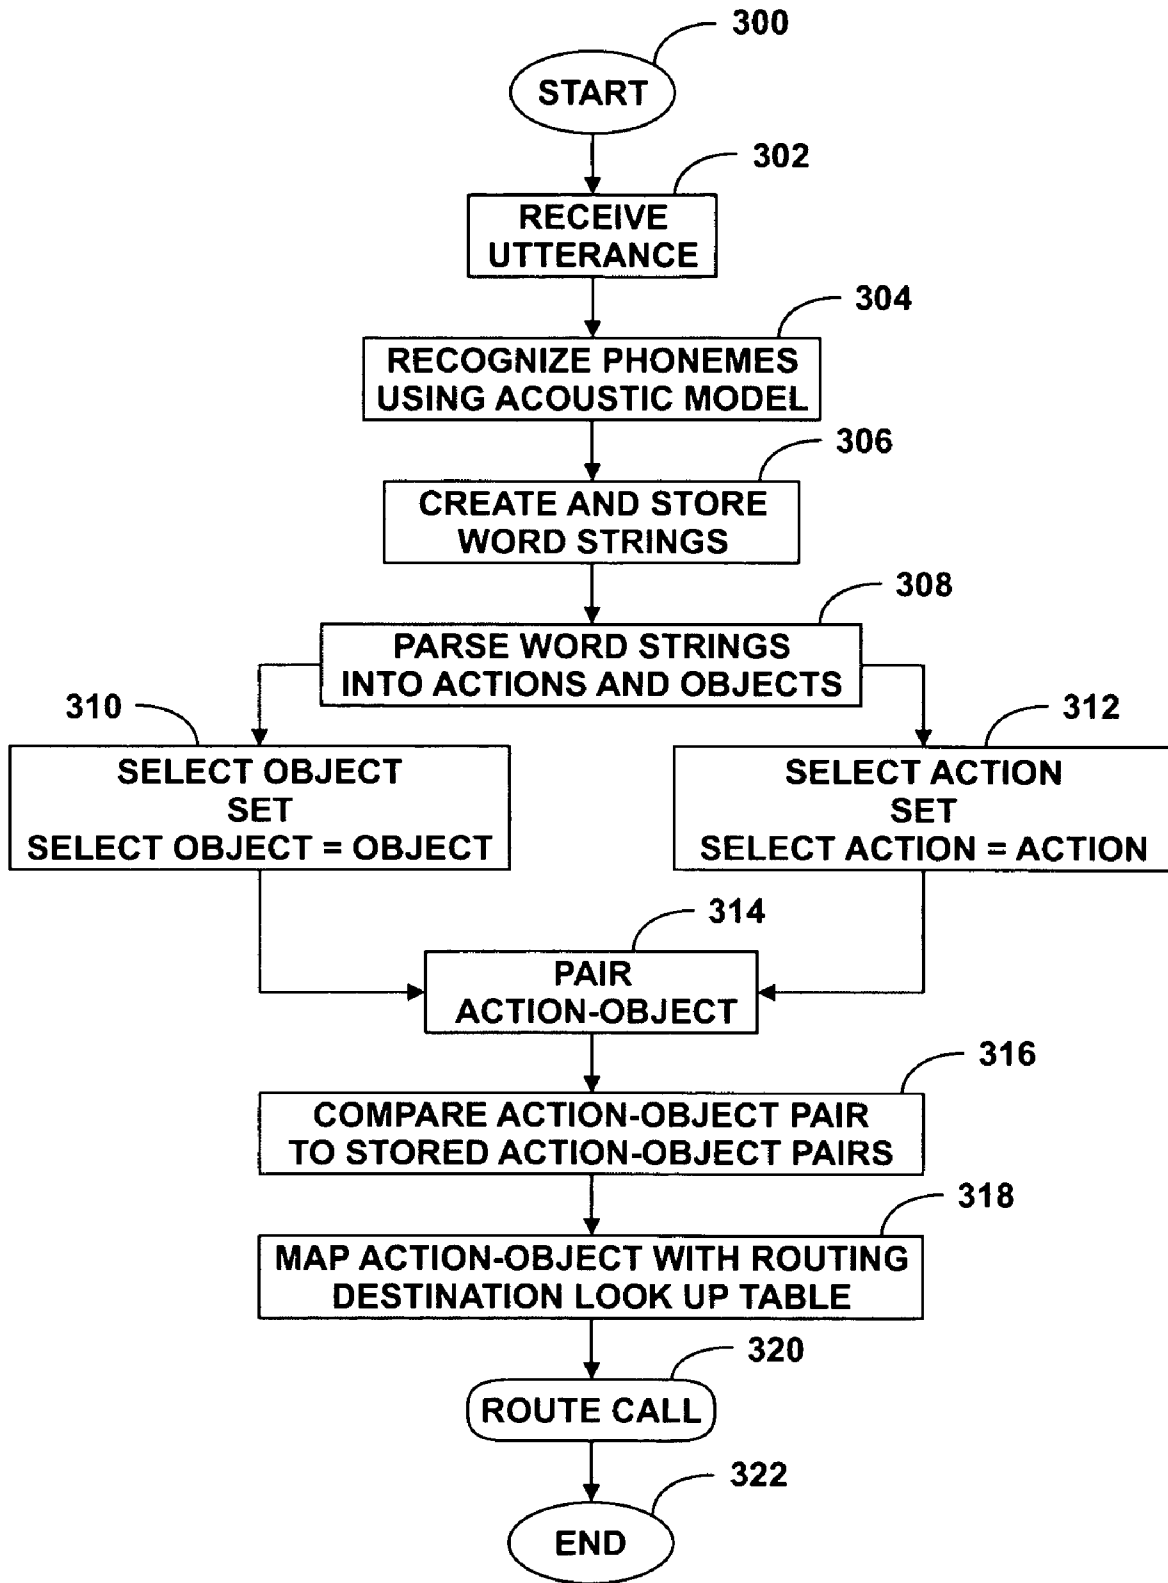 300
START
302
RECEIVE
UTTERANCE
304
RECOGNIZE PHONEMES
USING ACOUSTIC MODEL
306
CREATE AND STORE
WORD STRINGS
308
PARSE WORD STRINGS
INTO ACTIONS AND OBJECTS
310
SELECT OBJECT
SET
SELECT OBJECT = OBJECT
312
SELECT ACTION
SET
SELECT ACTION = ACTION
314
PAIR
ACTION-OBJECT
316
COMPARE ACTION-OBJECT PAIR
TO STORED ACTION-OBJECT PAIRS
318
MAP ACTION-OBJECT WITH ROUTING
DESTINATION LOOK UP TABLE
320
ROUTE CALL
322
END